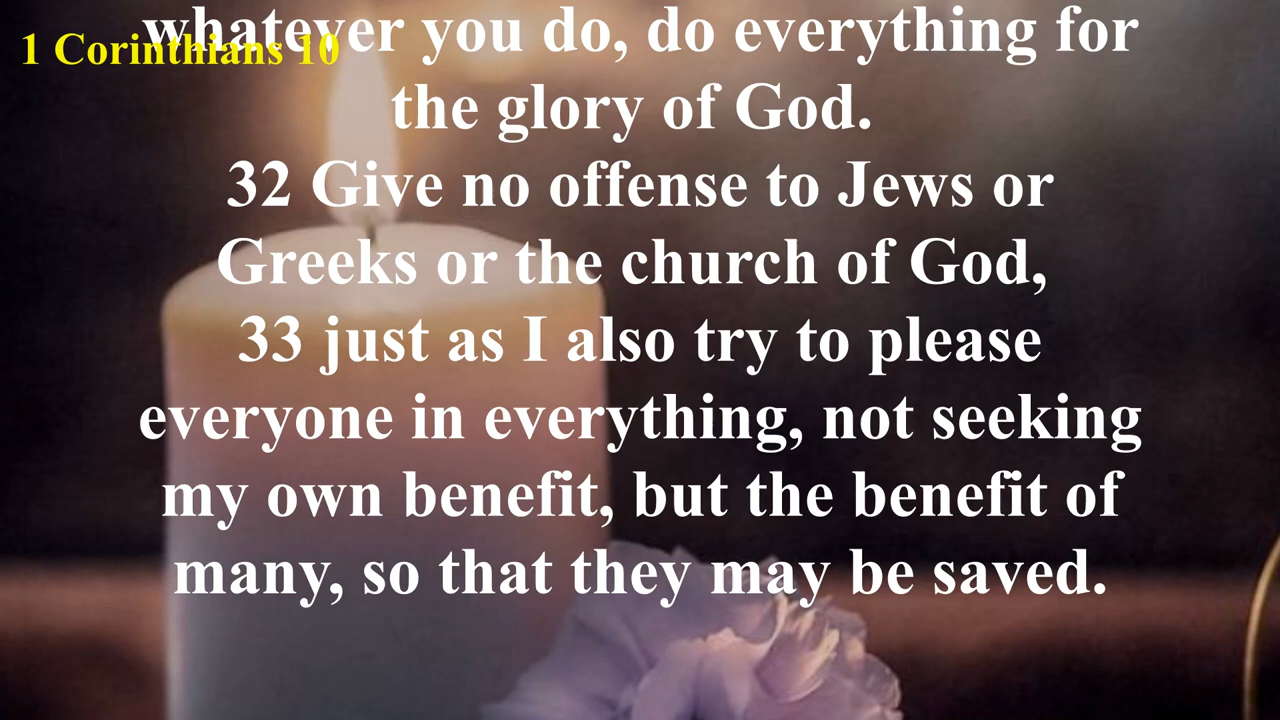 1 Corinthians 10
whatever you do, do everything for
the glory of God.
32 Give no offense to Jews or
Greeks or the church of God,
33 just as I also try to please
everyone in everything, not seeking
my own benefit, but the benefit of
many, so that they may be saved.